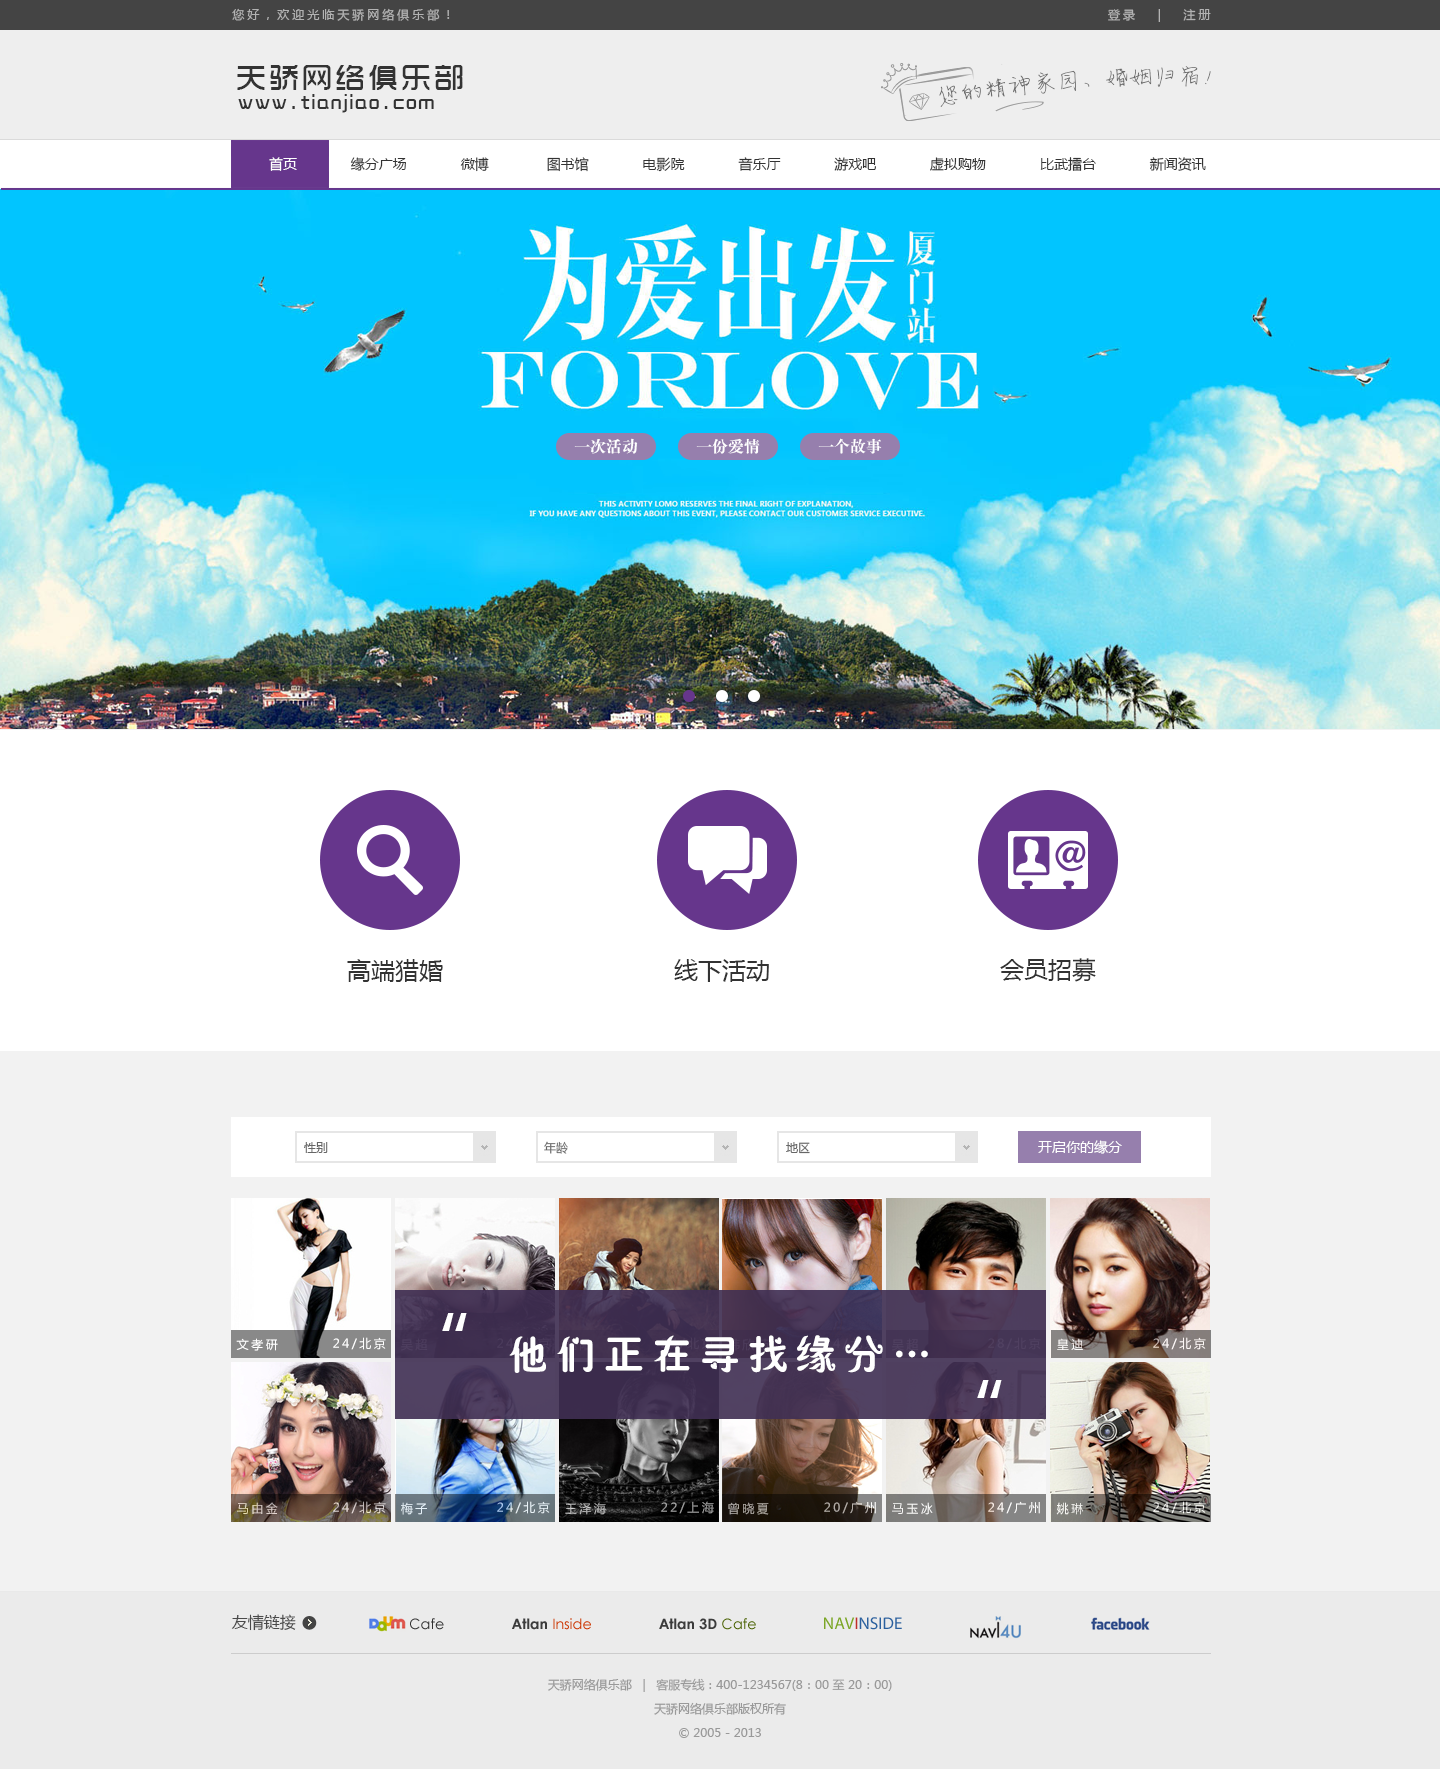 您好，欢迎光临天骄网络俱乐部！
登录 | 注册
天骄网络俱乐部
www.tianjiao.com
您的精神家园、婚姻归宿！
首页 缘分广场 微博 图书馆 电影院 音乐厅 游戏吧 虚拟购物 比武擂台 新闻资讯
为爱出发
厦门站
FORLOVE
一次活动 一份爱情 一个故事
THIS ACTIVITY LOMO RESERVES THE FINAL RIGHT OF EXPLANATION,
IF YOU HAVE ANY QUESTIONS ABOUT THIS EVENT, PLEASE CONTACT OUR CUSTOMER SERVICE EXECUTIVE.
高端猎婚 线下活动 会员招募
性别 年龄 地区 开启你的缘分
文孝研 24/北京
皇迪 24/北京
“他们正在寻找缘分…”
马由金 24/北京
梅子 24/北京
王泽海 22/上海
曾晓夏 20/广州
马玉冰 24/广州
姚琳 24/北京
友情链接 Daum Cafe Atlan Inside Atlan 3D Cafe NAVINSIDE NAVI4U facebook
天骄网络俱乐部 | 客服专线：400-1234567(8：00 至 20：00)
天骄网络俱乐部版权所有
© 2005 - 2013